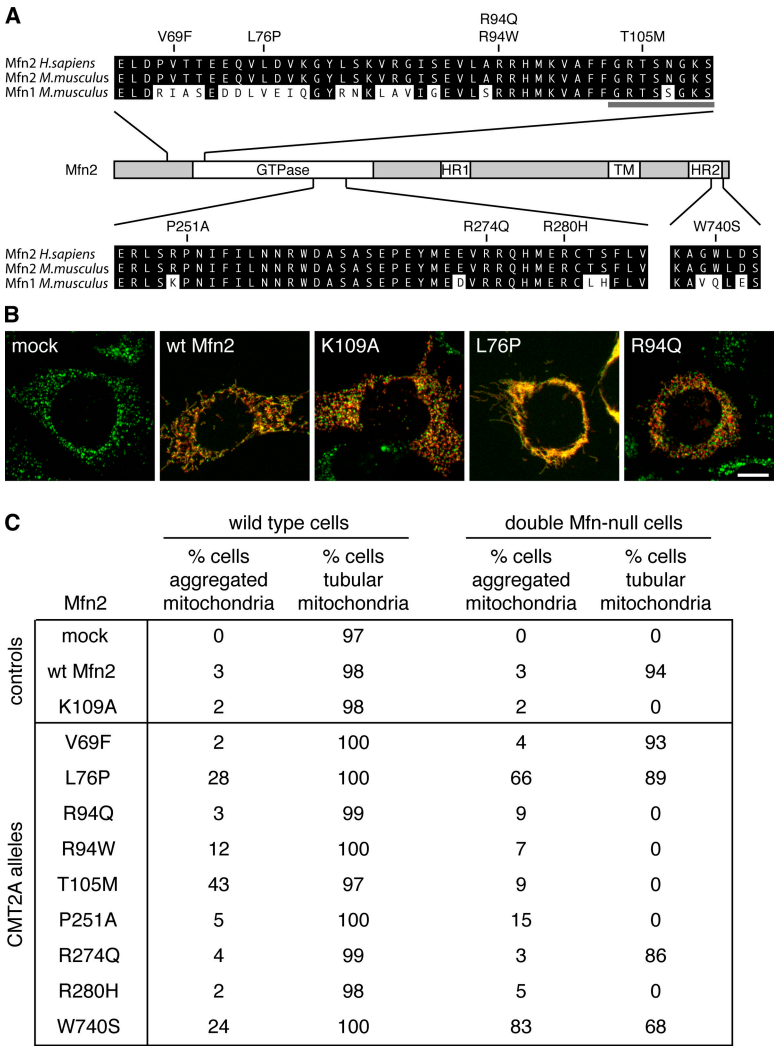 A
R94Q
V69F L76P R94W T105M
Mfn2 H.sapiens ELDPVTTEEQVLDVKGYLSKVRGISEVLARRHMKVAFFGRTSNGKS
Mfn2 M.musculus ELDPVTTEEQVLDVKGYLSKVRGISEVLARRHMKVAFFGRTSNGKS
Mfn1 M.musculus ELDRIASEDDLVEIQGYRNKLAVIGEVLSRRHMKVAFFGRTSSGKS
Mfn2 GTPase HR1 TM HR2
P251A R274Q R280H W740S
Mfn2 H.sapiens ERLSRPNIFILNNRWDASASEPEYMEEVRRQHMERCTSFLV KAGWLDS
Mfn2 M.musculus ERLSRPNIFILNNRWDASASEPEYMEEVRRQHMERCTSFLV KAGWLDS
Mfn1 M.musculus ERLSKPNIFILNNRWDASASEPEYMEDVRRQHMERCLHFLV KAVQLES
B
mock wt Mfn2 K109A L76P R94Q
C
wild type cells double Mfn-null cells
% cells % cells % cells % cells
aggregated tubular aggregated tubular
Mfn2 mitochondria mitochondria mitochondria mitochondria
controls
mock 0 97 0 0
wt Mfn2 3 98 3 94
K109A 2 98 2 0
CMT2A alleles
V69F 2 100 4 93
L76P 28 100 66 89
R94Q 3 99 9 0
R94W 12 100 7 0
T105M 43 97 9 0
P251A 5 100 15 0
R274Q 4 99 3 86
R280H 2 98 5 0
W740S 24 100 83 68